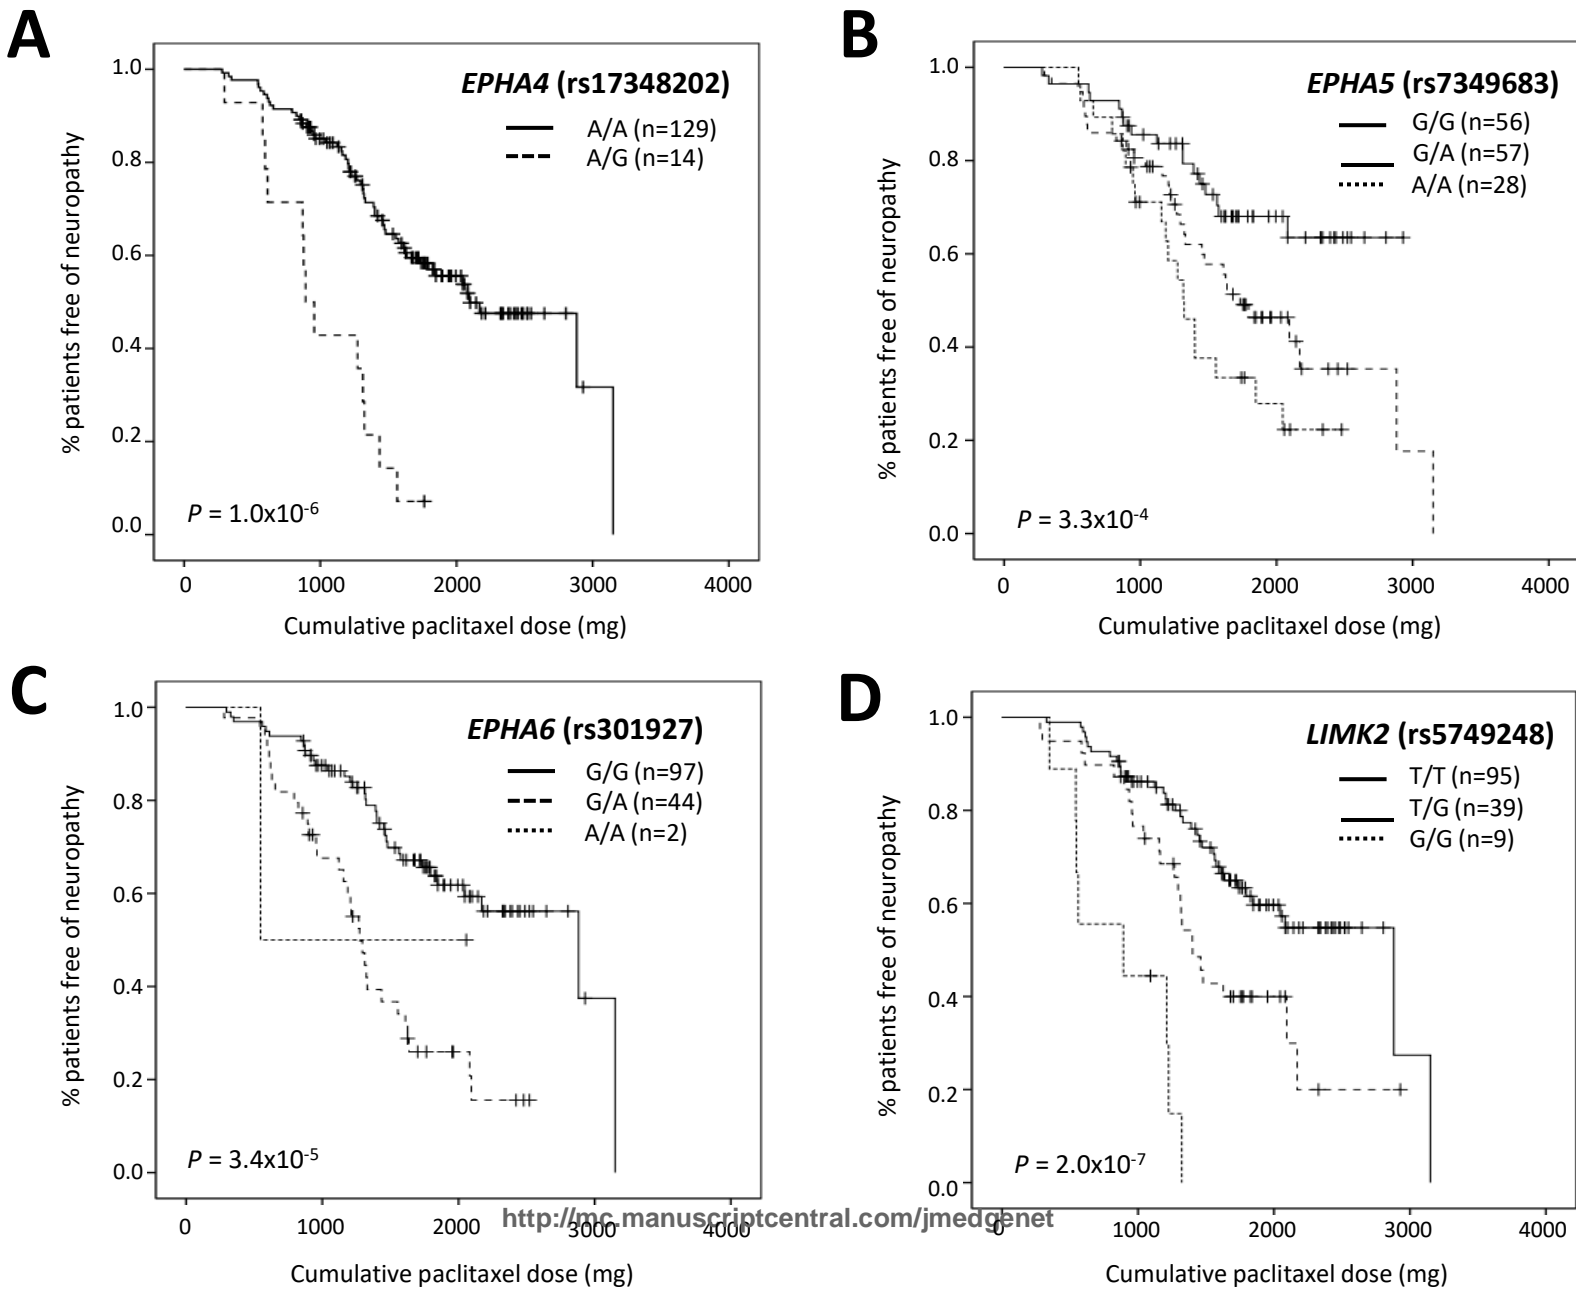 A
EPHA4 (rs17348202)
A/A (n=129)
A/G (n=14)
% patients free of neuropathy
1.0
0.8
0.6
0.4
0.2
0.0
P = 1.0x10-6
0 1000 2000 3000 4000
Cumulative paclitaxel dose (mg)
B
EPHA5 (rs7349683)
G/G (n=56)
G/A (n=57)
A/A (n=28)
% patients free of neuropathy
1.0
0.8
0.6
0.4
0.2
0.0
P = 3.3x10-4
0 1000 2000 3000 4000
Cumulative paclitaxel dose (mg)
C
EPHA6 (rs301927)
G/G (n=97)
G/A (n=44)
A/A (n=2)
% patients free of neuropathy
1.0
0.8
0.6
0.4
0.2
0.0
P = 3.4x10-5
0 1000 2000 3000 4000
Cumulative paclitaxel dose (mg)
D
LIMK2 (rs5749248)
T/T (n=95)
T/G (n=39)
G/G (n=9)
% patients free of neuropathy
1.0
0.8
0.6
0.4
0.2
0.0
P = 2.0x10-7
0 1000 2000 3000 4000
Cumulative paclitaxel dose (mg)
http://mc.manuscriptcentral.com/jmedgenet